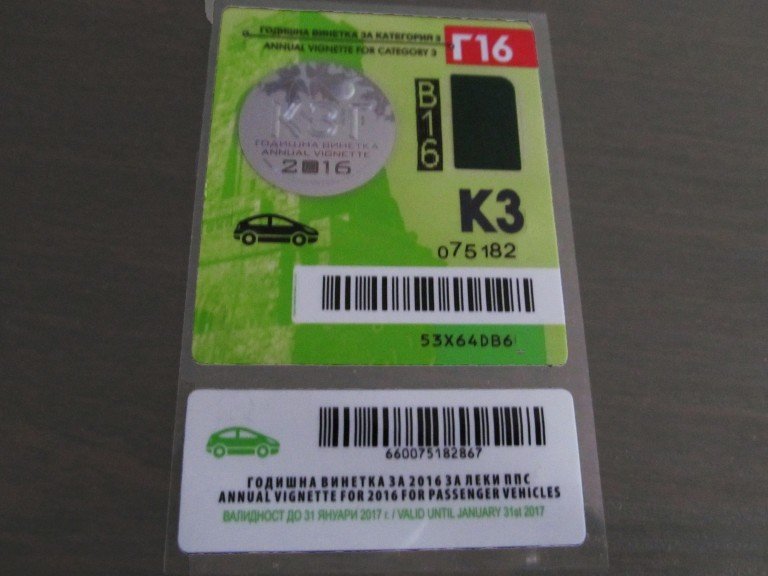 ГОДИШНА ВИНЕТКА ЗА КАТЕГОРИЯ 3
ANNUAL VIGNETTE FOR CATEGORY 3
Г16
B16
ГОДИШНА ВИНЕТКА
ANNUAL VIGNETTE
2016
К3
075182
53X64DB6
660075182867
ГОДИШНА ВИНЕТКА ЗА 2016 ЗА ЛЕКИ ППС
ANNUAL VIGNETTE FOR 2016 FOR PASSENGER VEHICLES
ВАЛИДНОСТ ДО 31 ЯНУАРИ 2017 г. / VALID UNTIL JANUARY 31st 2017